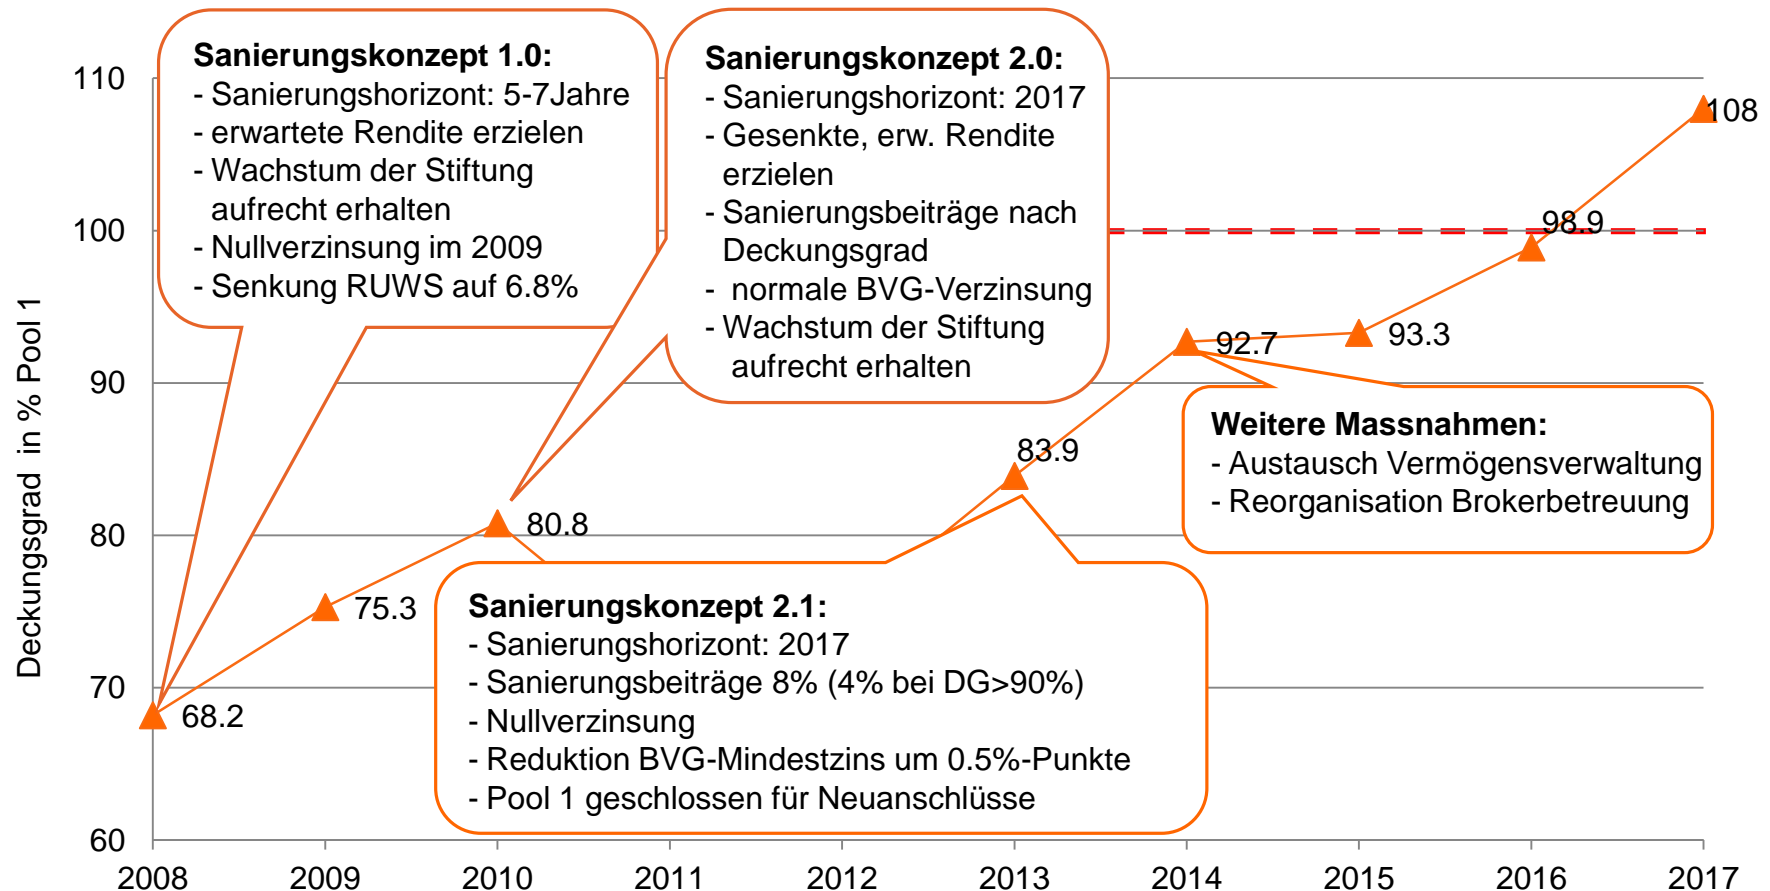 Sanierungskonzept 1.0:
- Sanierungshorizont: 5-7Jahre
- erwartete Rendite erzielen
- Wachstum der Stiftung
aufrecht erhalten
- Nullverzinsung im 2009
- Senkung RUWS auf 6.8%
Sanierungskonzept 2.0:
- Sanierungshorizont: 2017
- Gesenkte, erw. Rendite
erzielen
- Sanierungsbeiträge nach
Deckungsgrad
- normale BVG-Verzinsung
- Wachstum der Stiftung
aufrecht erhalten
Weitere Massnahmen:
- Austausch Vermögensverwaltung
- Reorganisation Brokerbetreuung
Sanierungskonzept 2.1:
- Sanierungshorizont: 2017
- Sanierungsbeiträge 8% (4% bei DG>90%)
- Nullverzinsung
- Reduktion BVG-Mindestzins um 0.5%-Punkte
- Pool 1 geschlossen für Neuanschlüsse
Deckungsgrad in % Pool 1
110
100
90
80
70
60
68.2
75.3
80.8
83.9
92.7
93.3
98.9
108
2008 2009 2010 2011 2012 2013 2014 2015 2016 2017